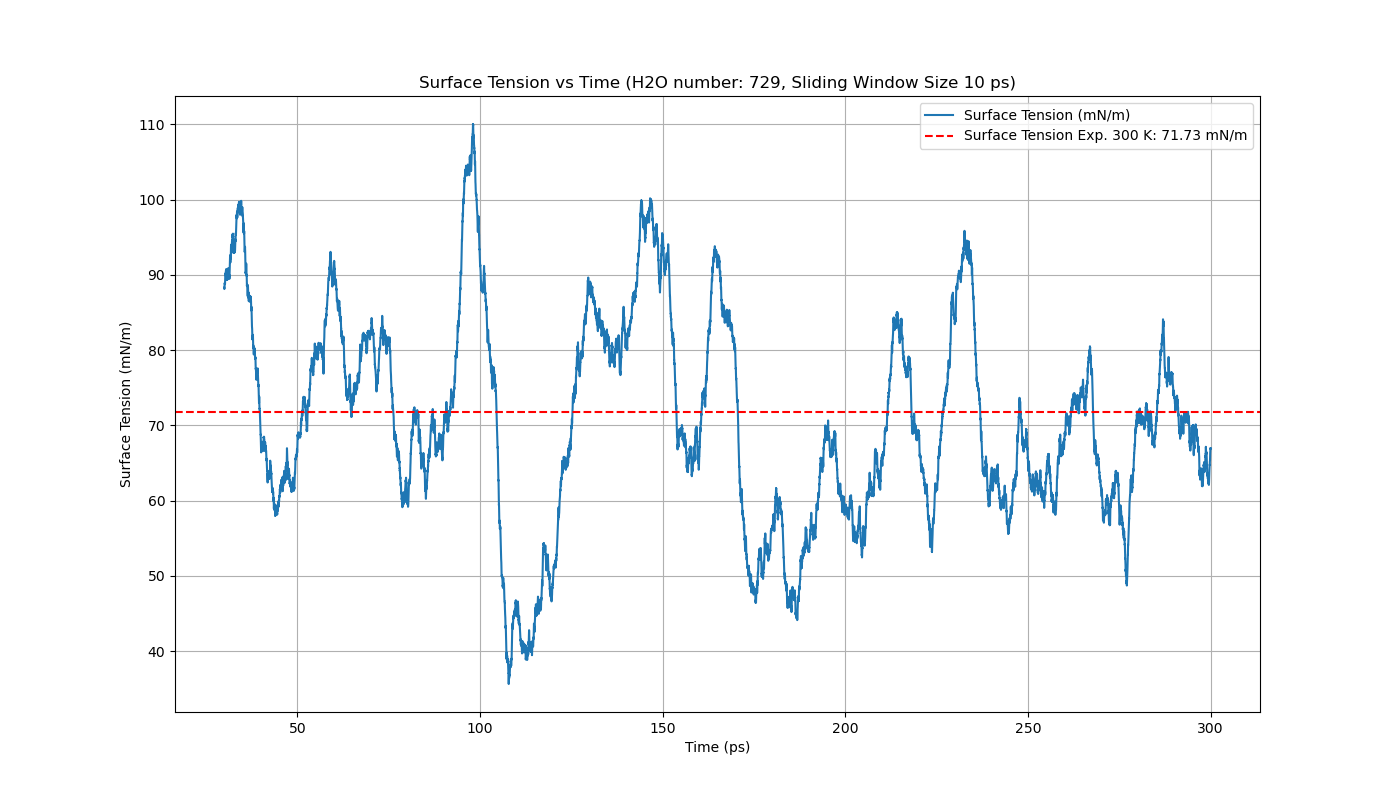 Surface Tension vs Time (H2O number: 729, Sliding Window Size 10 ps)
Surface Tension (mN/m)
Surface Tension Exp. 300 K: 71.73 mN/m
110
100
90
80
70
60
50
40
Surface Tension (mN/m)
50 100 150 200 250 300
Time (ps)